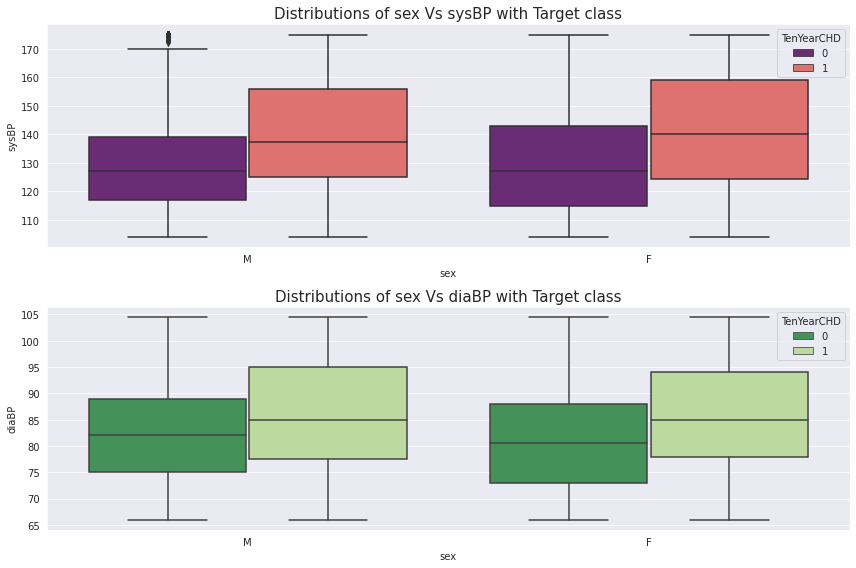 Distributions of sex Vs sysBP with Target class
TenYearCHD
0
1
170
160
150
140
130
120
110
sysBP
M
F
sex
Distributions of sex Vs diaBP with Target class
TenYearCHD
0
1
105
100
95
90
85
80
75
70
65
diaBP
M
F
sex